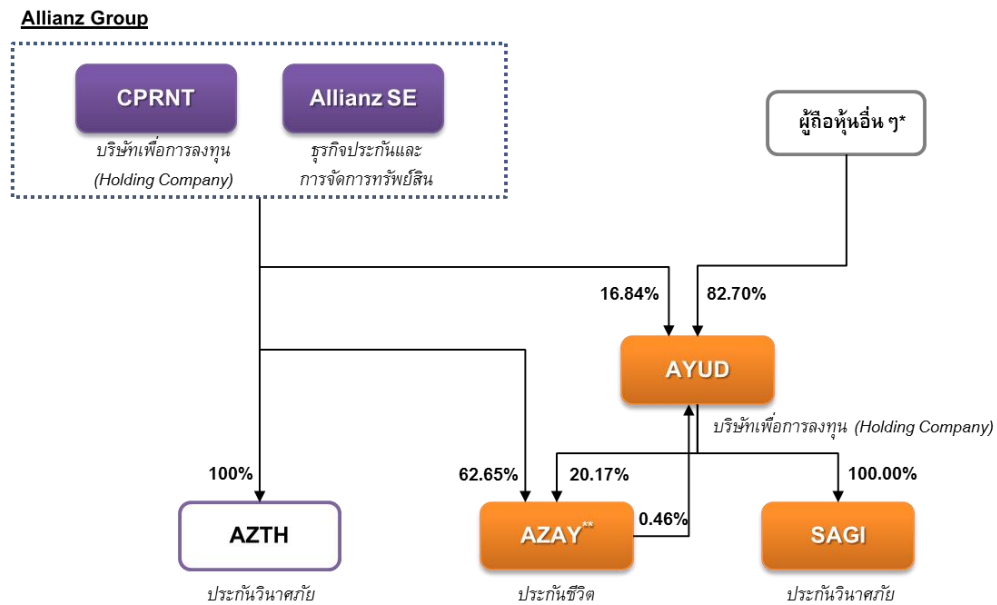 Allianz Group
CPRNT
Allianz SE
ผู้ถือหุ้นอื่น ๆ*
บริษัทเพื่อการลงทุน
(Holding Company)
ธุรกิจประกันและ
การจัดการทรัพย์สิน
16.84%
82.70%
AYUD
บริษัทเพื่อการลงทุน (Holding Company)
100%
62.65%
20.17%
100.00%
AZTH
AZAY**
0.46%
SAGI
ประกันวินาศภัย
ประกันชีวิต
ประกันวินาศภัย